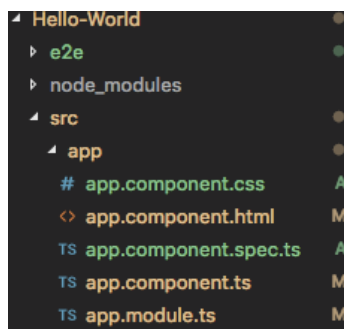 Hello-World
e2e
node_modules
src
app
# app.component.css A
<> app.component.html M
TS app.component.spec.ts A
TS app.component.ts M
TS app.module.ts M